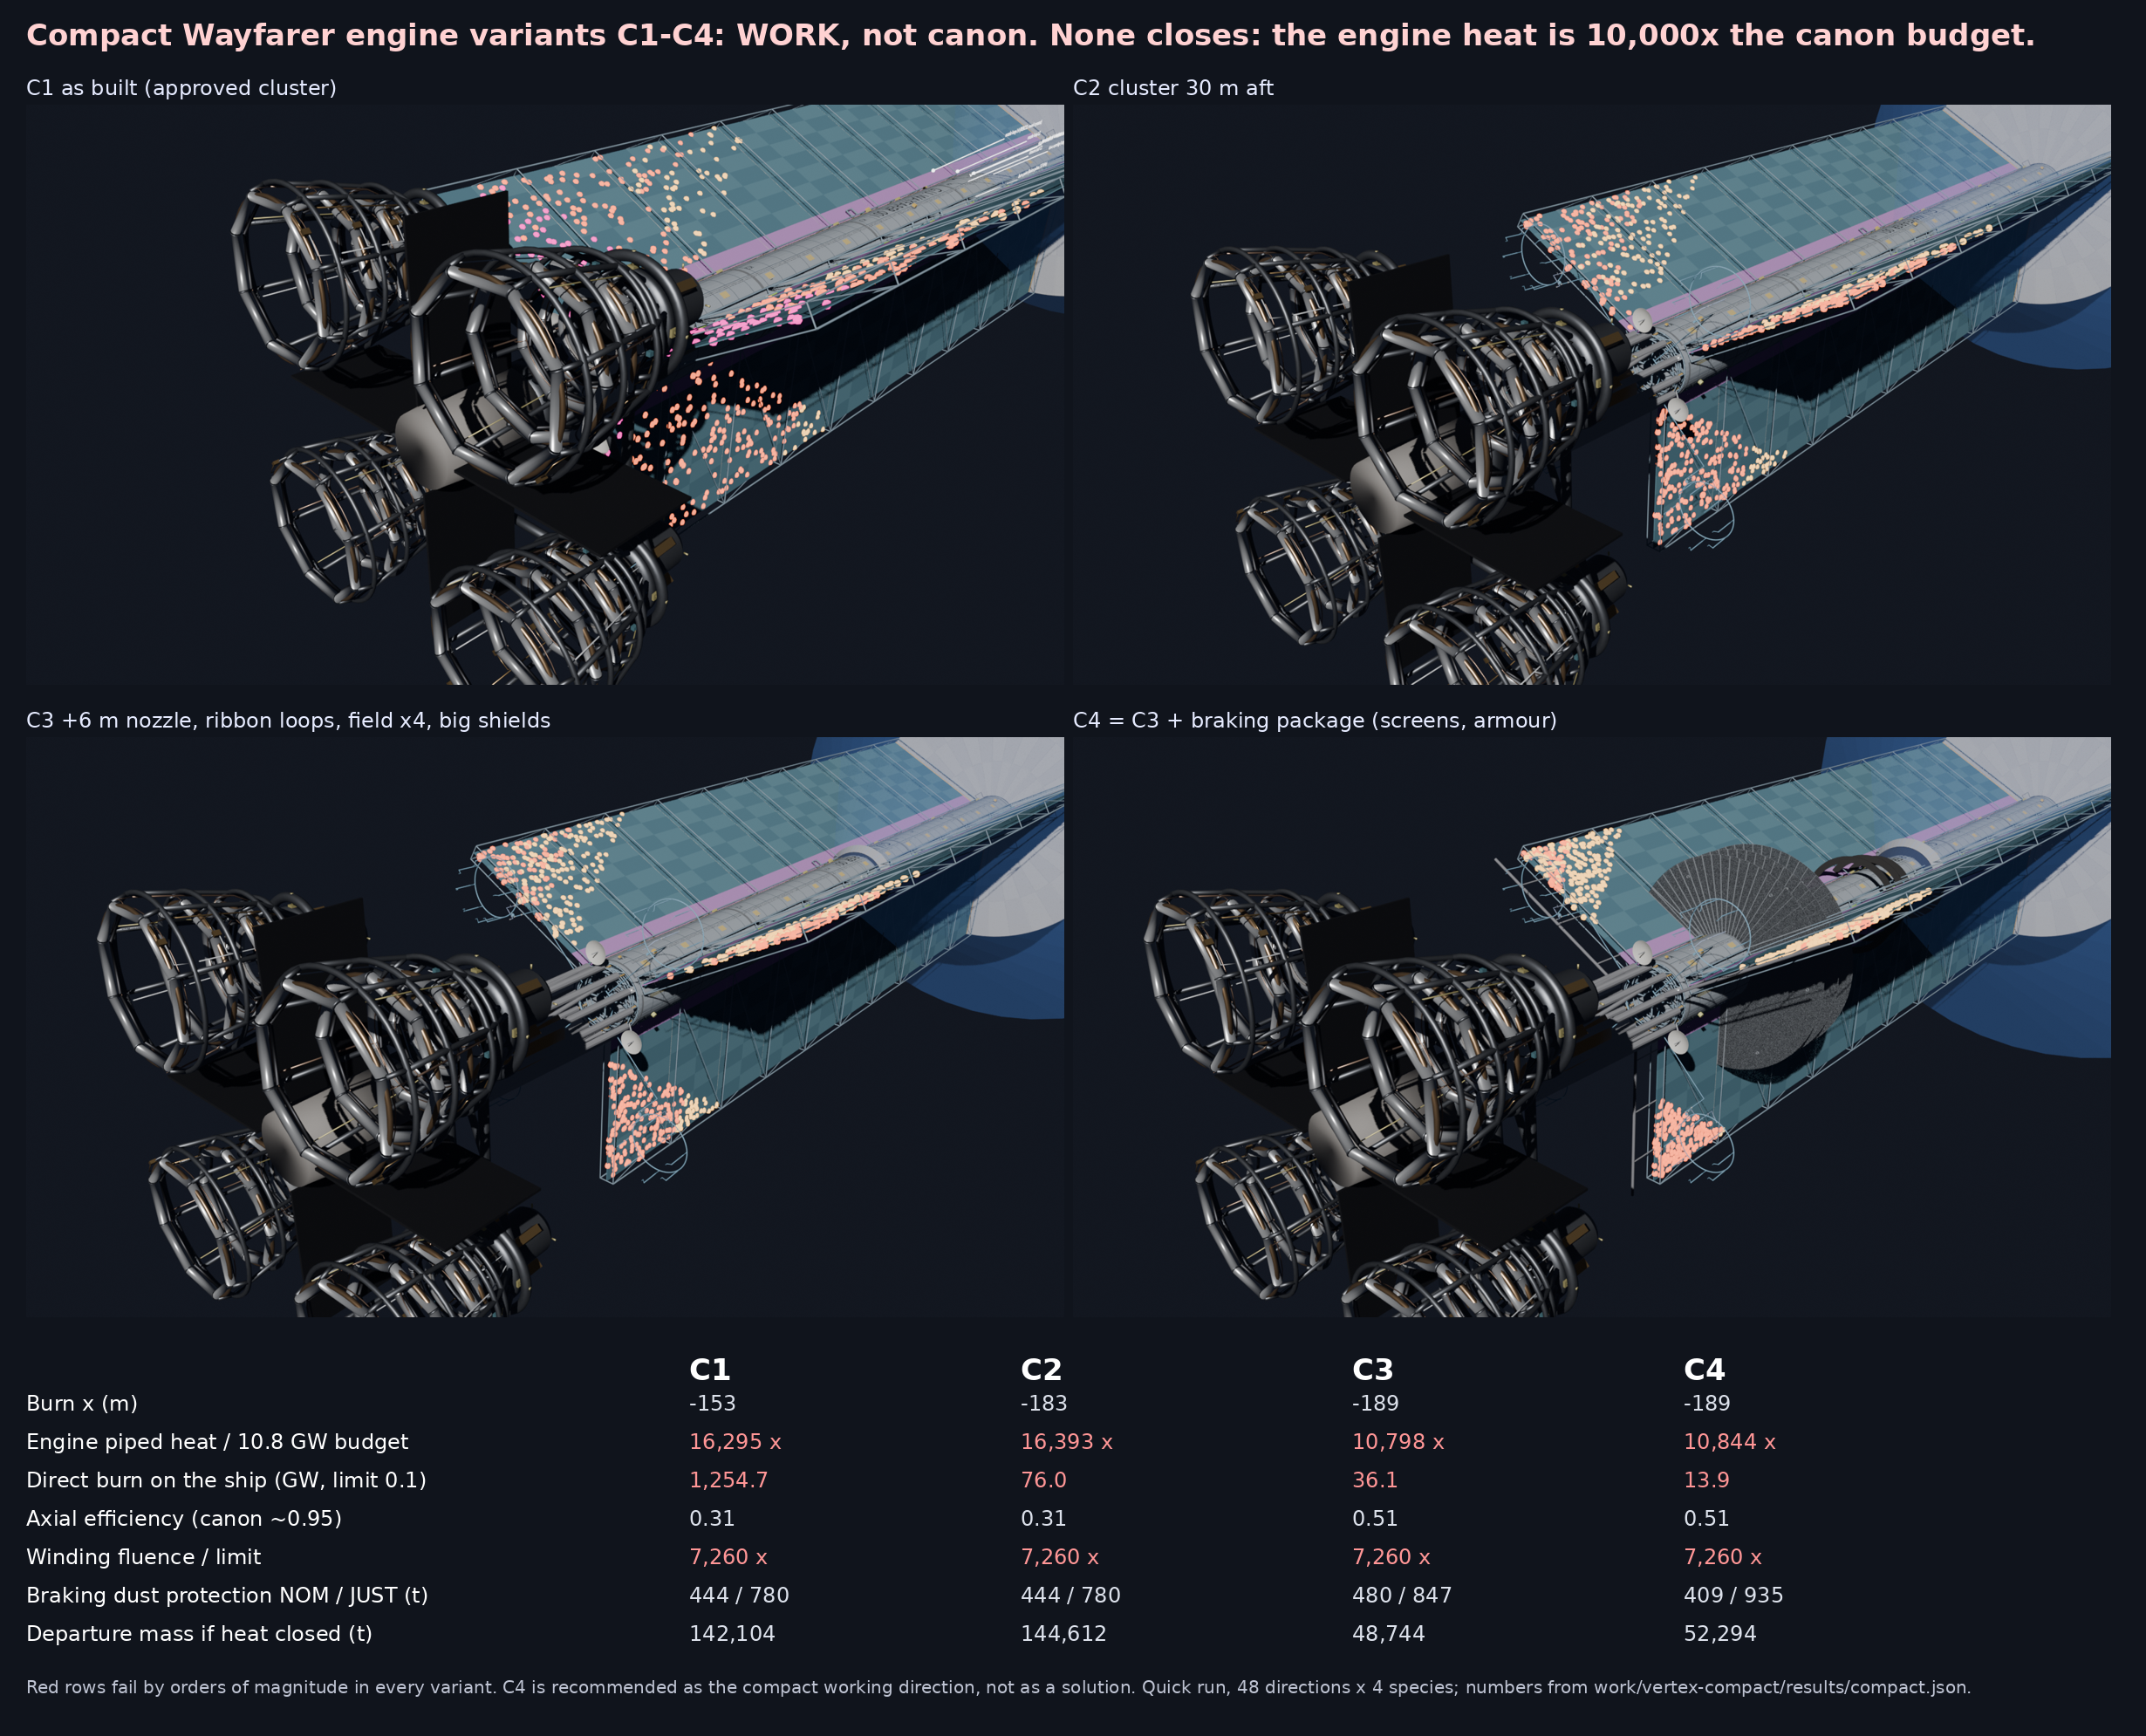 Compact Wayfarer engine variants C1-C4: WORK, not canon. None closes: the engine heat is 10,000x the canon budget.
C1 as built (approved cluster)
C2 cluster 30 m aft
C3 +6 m nozzle, ribbon loops, field x4, big shields
C4 = C3 + braking package (screens, armour)
C1 C2 C3 C4
Burn x (m) -153 -183 -189 -189
Engine piped heat / 10.8 GW budget 16,295 x 16,393 x 10,798 x 10,844 x
Direct burn on the ship (GW, limit 0.1) 1,254.7 76.0 36.1 13.9
Axial efficiency (canon ~0.95) 0.31 0.31 0.51 0.51
Winding fluence / limit 7,260 x 7,260 x 7,260 x 7,260 x
Braking dust protection NOM / JUST (t) 444 / 780 444 / 780 480 / 847 409 / 935
Departure mass if heat closed (t) 142,104 144,612 48,744 52,294
Red rows fail by orders of magnitude in every variant. C4 is recommended as the compact working direction, not as a solution. Quick run, 48 directions x 4 species; numbers from work/vertex-compact/results/compact.json.